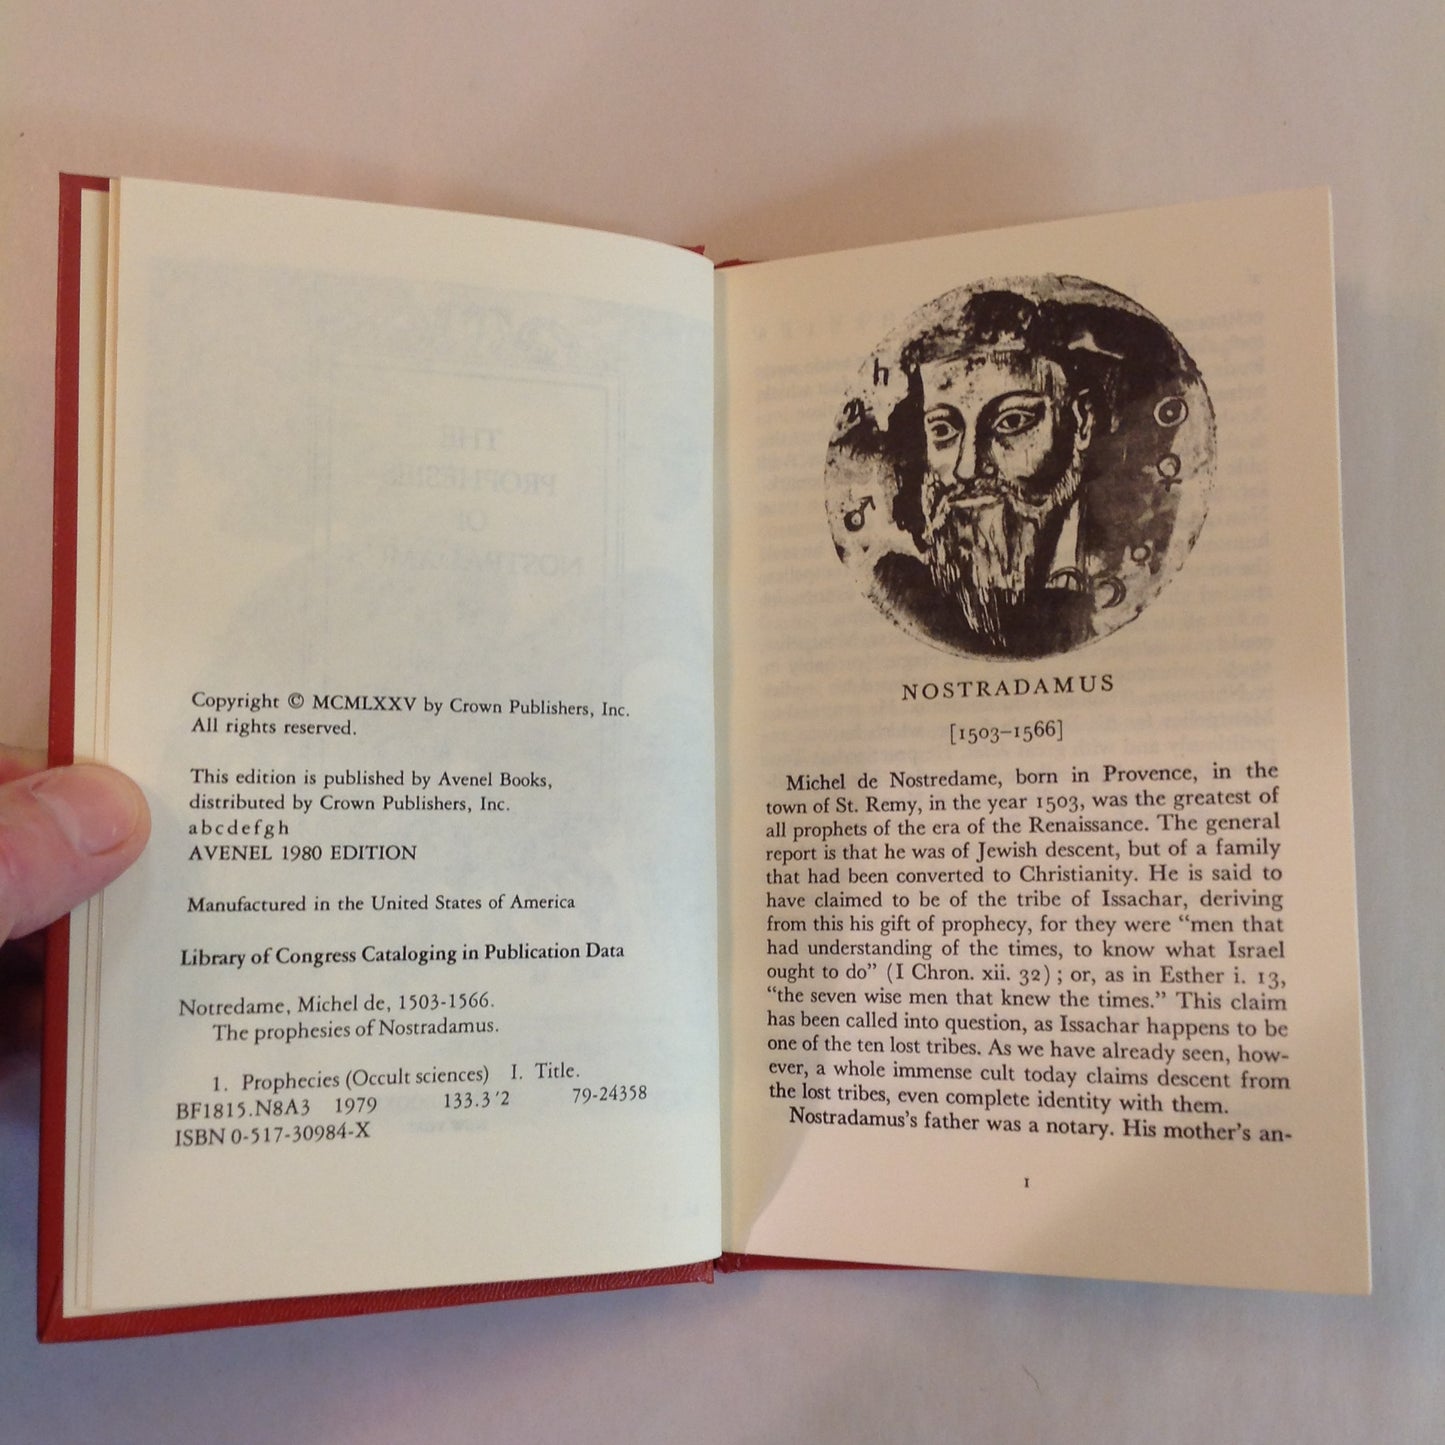 Copyright © MCMLXXV by Crown Publishers, Inc.
All rights reserved.
This edition is published by Avenel Books,
distributed by Crown Publishers, Inc.
a b c d e f g h
AVENEL 1980 EDITION
Manufactured in the United States of America
Library of Congress Cataloging in Publication Data
Notredame, Michel de, 1503-1566.
The prophesies of Nostradamus.
1. Prophecies (Occult sciences) I. Title.
BF1815.N8A3 1979 133.3'2 79-24358
ISBN 0-517-30984-X
NOSTRADAMUS
[1503–1566]
Michel de Nostredame, born in Provence, in the
town of St. Remy, in the year 1503, was the greatest of
all prophets of the era of the Renaissance. The general
report is that he was of Jewish descent, but of a family
that had been converted to Christianity. He is said to
have claimed to be of the tribe of Issachar, deriving
from this his gift of prophecy, for they were “men that
had understanding of the times, to know what Israel
ought to do” (I Chron. xii. 32); or, as in Esther i. 13,
“the seven wise men that knew the times.” This claim
has been called into question, as Issachar happens to be
one of the ten lost tribes. As we have already seen, how-
ever, a whole immense cult today claims descent from
the lost tribes, even complete identity with them.
Nostradamus’s father was a notary. His mother’s an-
1